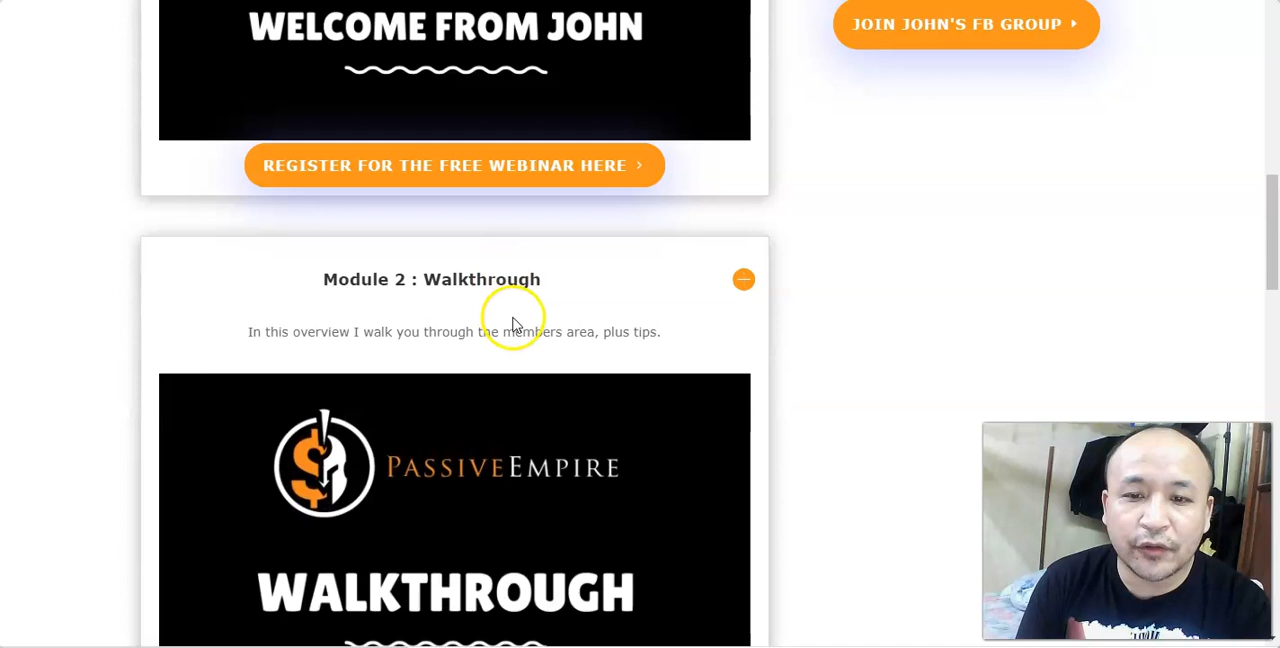 WELCOME FROM JOHN
JOIN JOHN'S FB GROUP
REGISTER FOR THE FREE WEBINAR HERE
Module 2 : Walkthrough
In this overview I walk you through the members area, plus tips.
PASSIVEEMPIRE
WALKTHROUGH